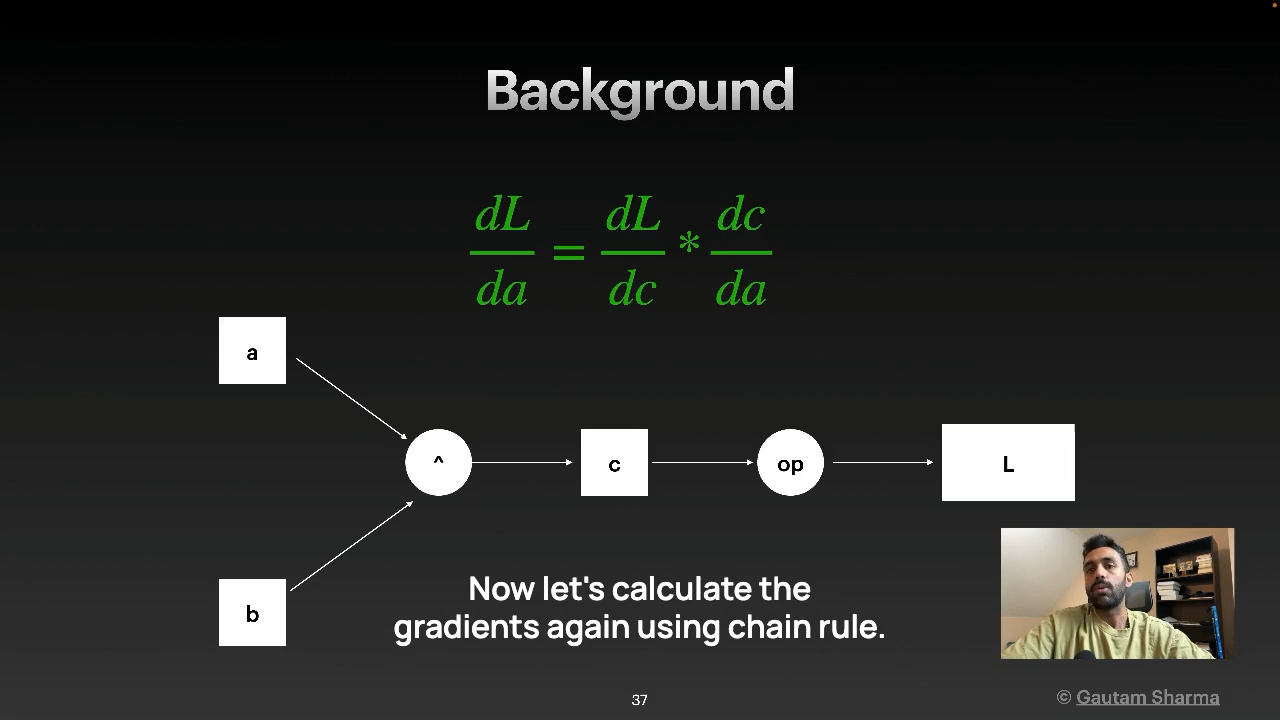 Background
dL/da = dL/dc * dc/da
a
^
c
op
L
b
Now let's calculate the
gradients again using chain rule.
37
© Gautam Sharma